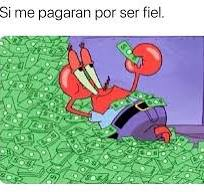 Si me pagaran por ser fiel.